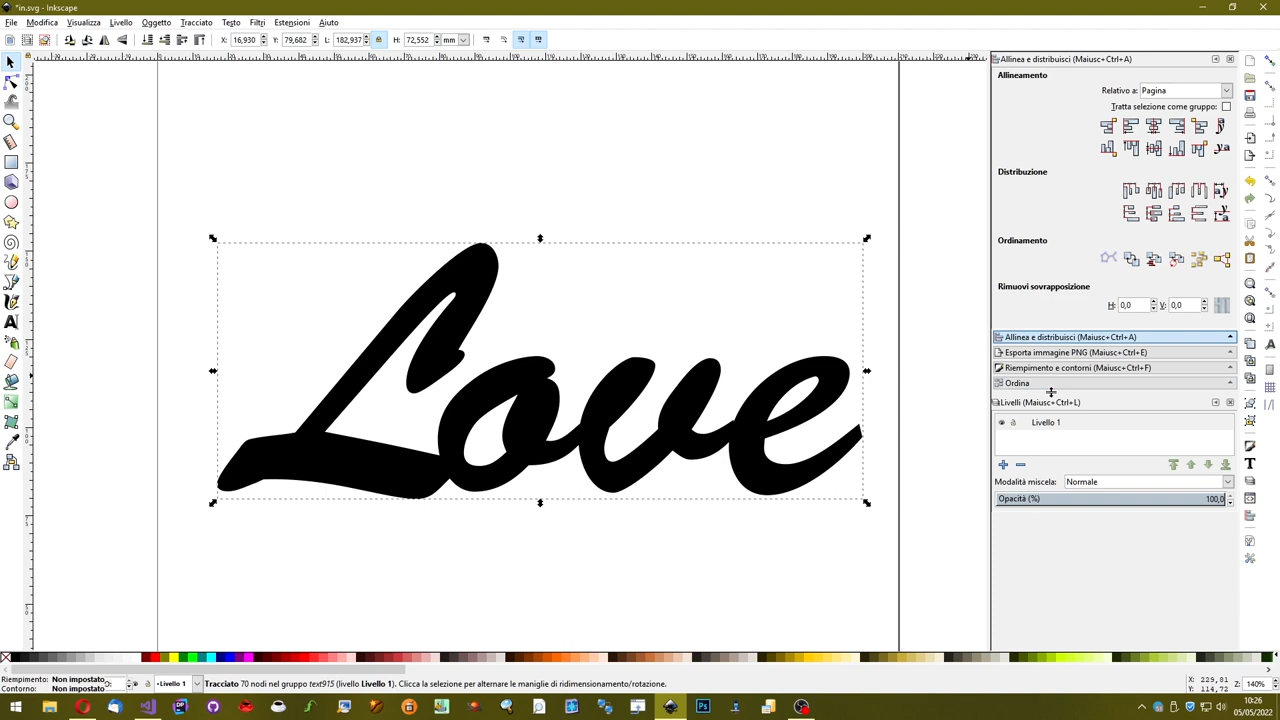 *in.svg - Inkscape
File Modifica Visualizza Livello Oggetto Tracciato Testo Filtri Estensioni Aiuto
X: 16,930 Y: 79,682 L: 182,937 H: 72,552 mm
Allinea e distribuisci (Maiusc+Ctrl+A)
Allineamento
Relativo a: Pagina
Tratta selezione come gruppo:
Distribuzione
Ordinamento
Rimuovi sovrapposizione
H: 0,0 V: 0,0
Allinea e distribuisci (Maiusc+Ctrl+A)
Esporta immagine PNG (Maiusc+Ctrl+E)
Riempimento e contorni (Maiusc+Ctrl+F)
Ordina
Livelli (Maiusc+Ctrl+L)
Livello 1
Modalità miscela: Normale
Opacità (%) 100,0
Love
Riempimento: Non impostato
Contorno: Non impostato
O:
Livello 1
Tracciato 70 nodi nel gruppo text915 (livello Livello 1). Clicca la selezione per alternare le maniglie di ridimensionamento/rotazione.
X: 229,81
Y: 114,72
Z: 140%
10:26
05/05/2022